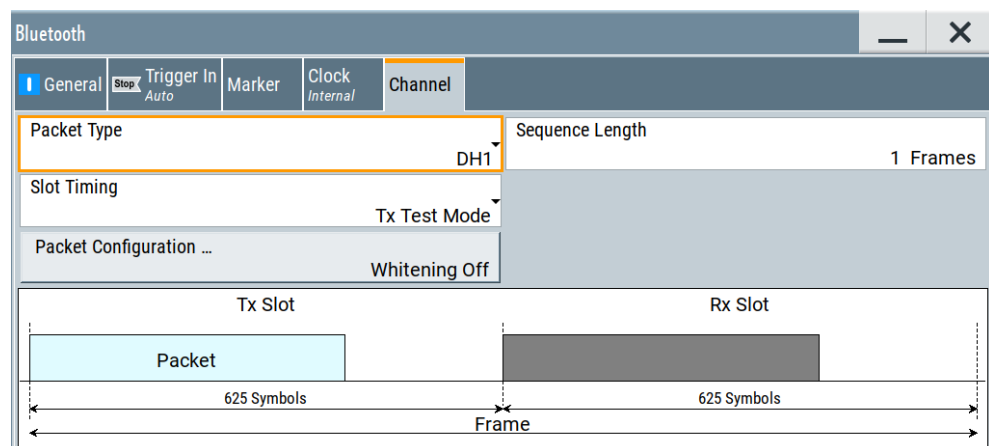 Bluetooth
General Stop Trigger In Auto Marker Clock Internal Channel
Packet Type
DH1
Sequence Length
1 Frames
Slot Timing
Tx Test Mode
Packet Configuration ...
Whitening Off
Tx Slot Rx Slot
Packet
625 Symbols 625 Symbols
Frame